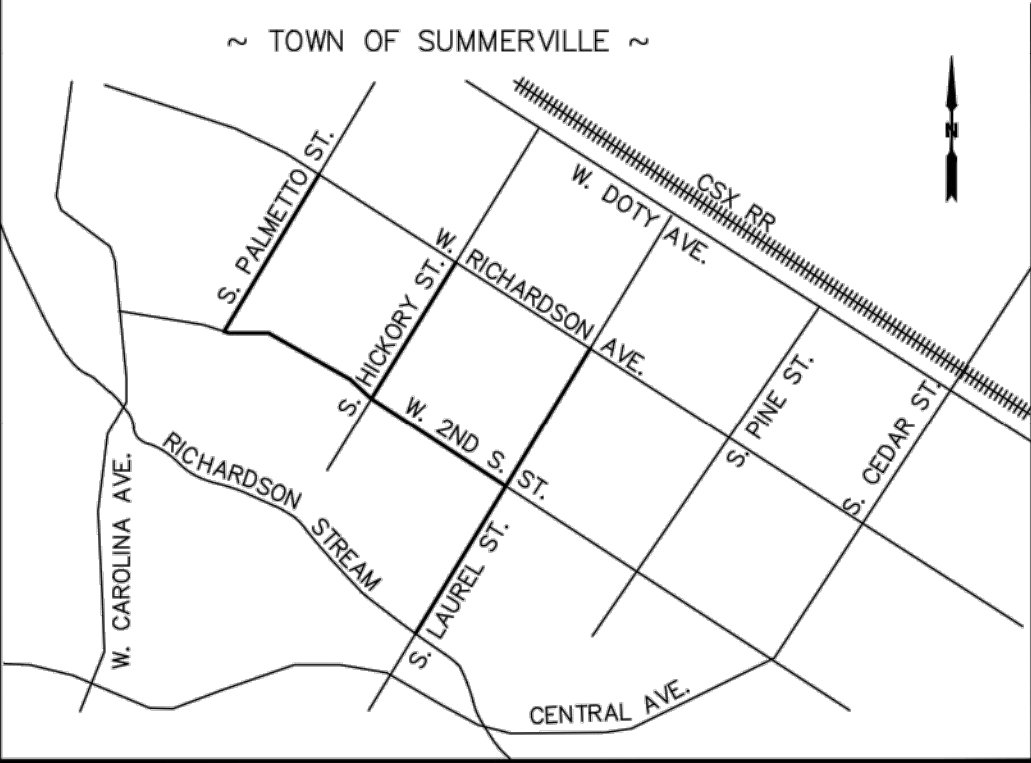 ~ TOWN OF SUMMERVILLE ~
N
S. PALMETTO ST.
CSX RR
W. DOTY AVE.
W. RICHARDSON AVE.
S. HICKORY ST.
W. 2ND S. ST.
S. PINE ST.
S. CEDAR ST.
RICHARDSON STREAM
W. CAROLINA AVE.
S. LAUREL ST.
CENTRAL AVE.